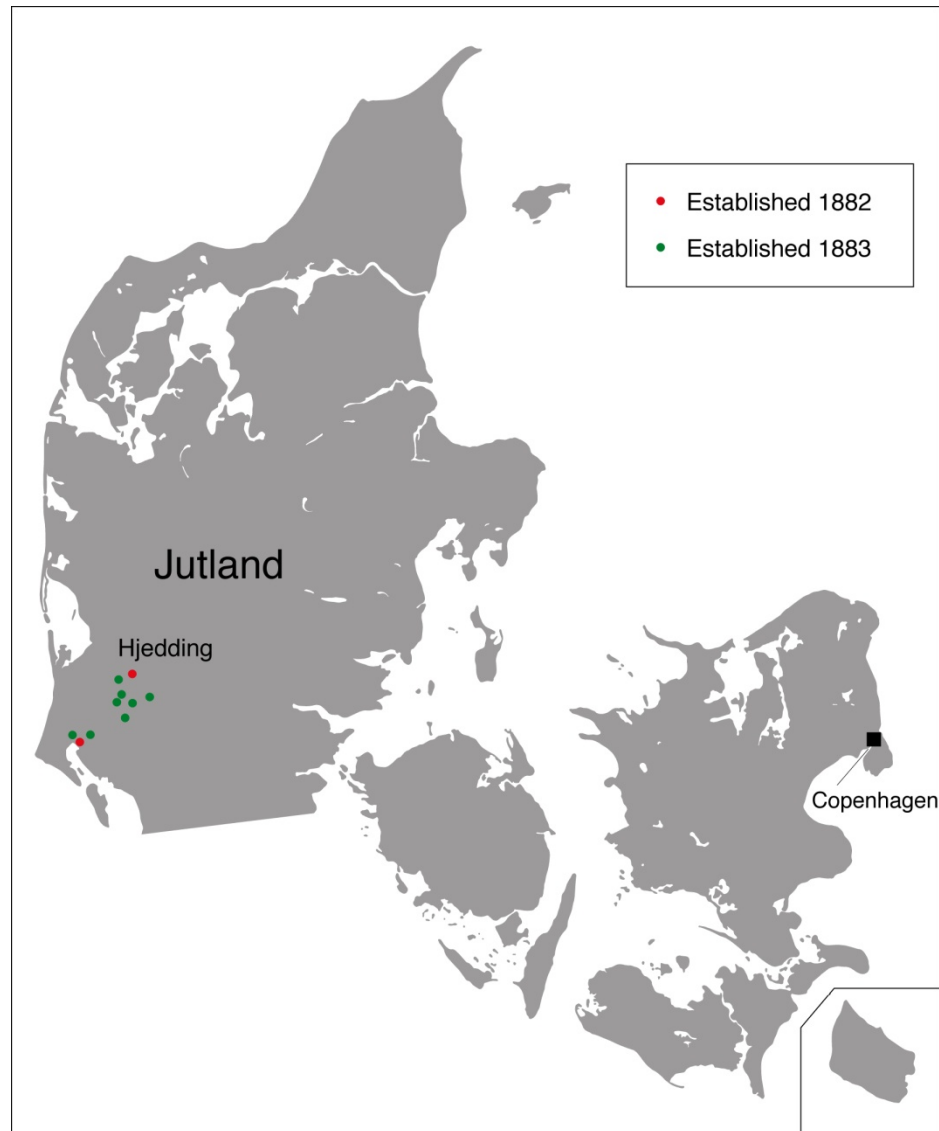 Established 1882
Established 1883
Jutland
Hjedding
Copenhagen